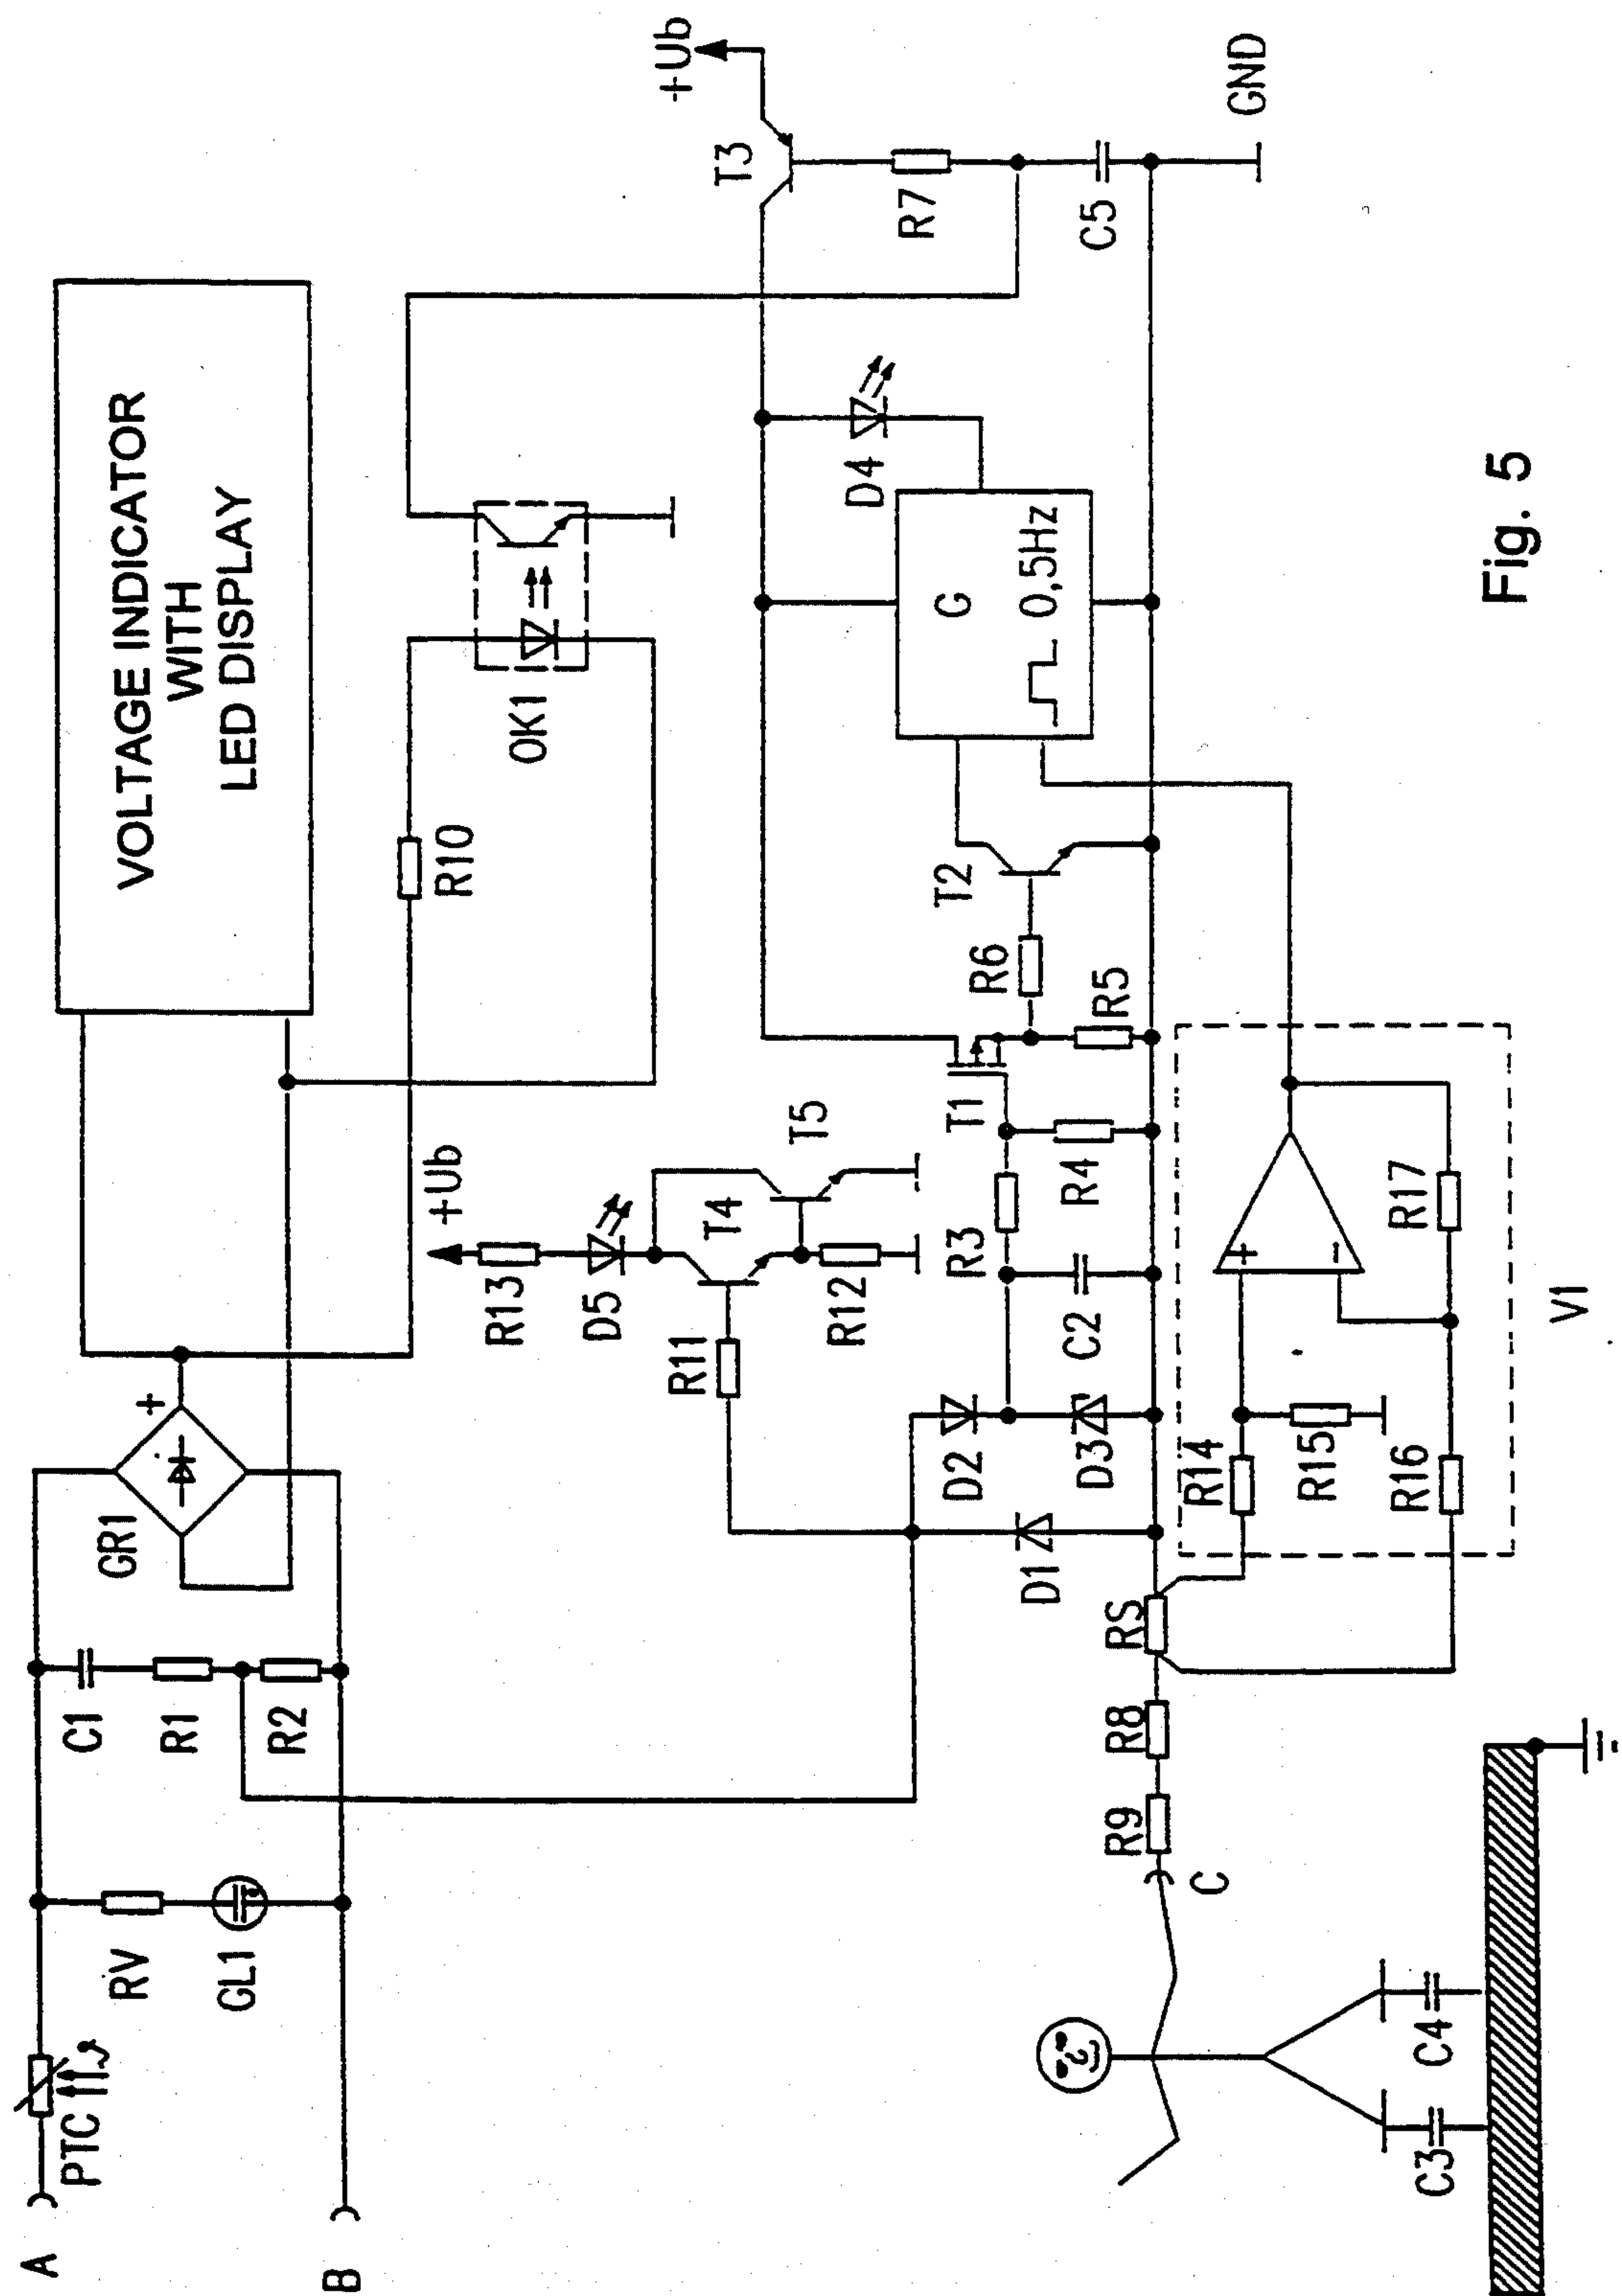 A
B
PTC
RV
GL1
C1
R1
R2
GR1
+
VOLTAGE INDICATOR
WITH
LED DISPLAY
R10
OK1
+Ub
R13
D5
T4
T5
R11
R12
+Ub
T3
R7
C5
GND
D4
G
0,5Hz
T2
R6
R5
T1
R3
R4
D2
D3
C2
D1
RS
R8
R9
C
R14
R15
R16
R17
+
-
V1
C3
C4
Fig. 5